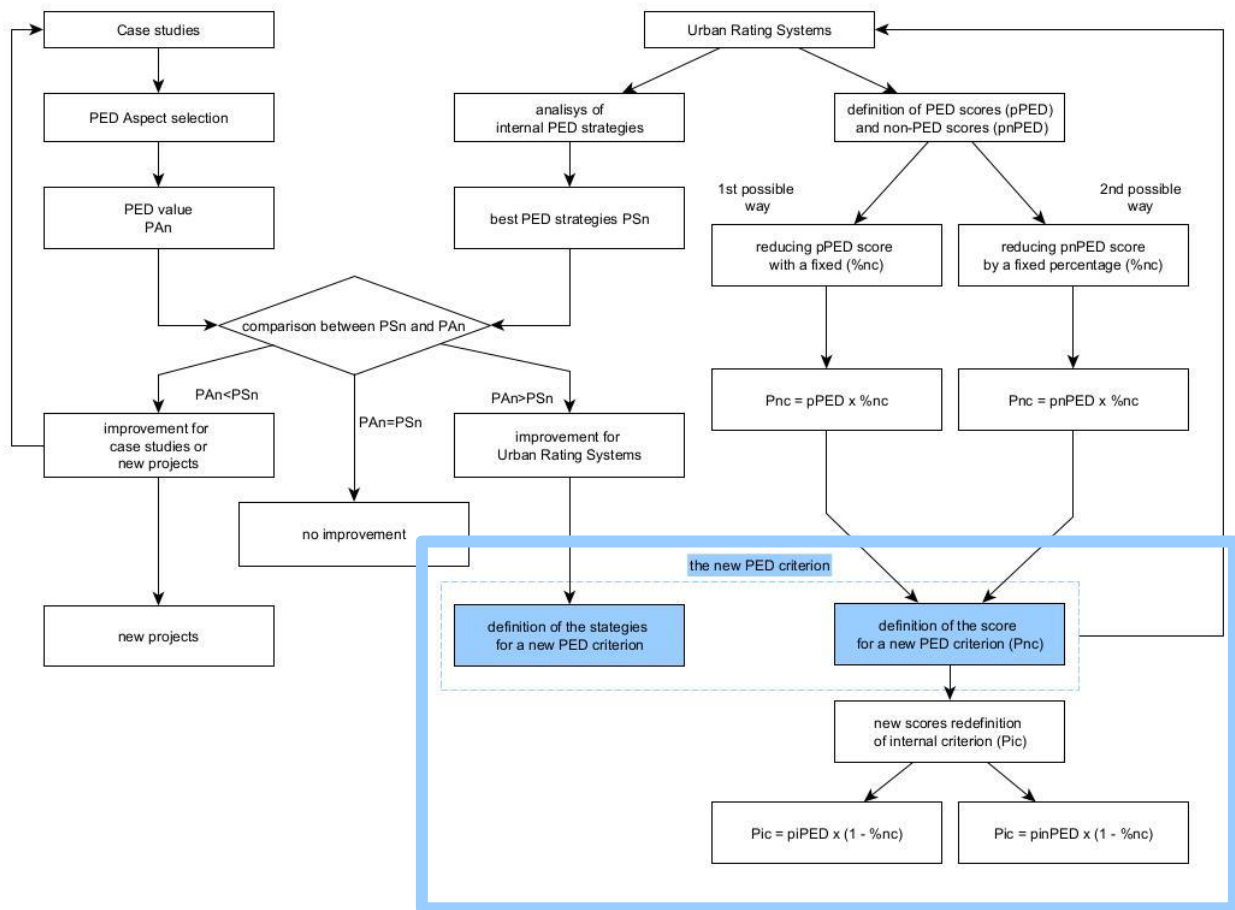 Case studies
Urban Rating Systems
PED Aspect selection
analisys of
internal PED strategies
definition of PED scores (pPED)
and non-PED scores (pnPED)
1st possible
way
2nd possible
way
PED value
PAn
best PED strategies PSn
reducing pPED score
with a fixed (%nc)
reducing pnPED score
by a fixed percentage (%nc)
comparison between PSn and PAn
PAn<PSn
PAn=PSn
PAn>PSn
Pnc = pPED x %nc
Pnc = pnPED x %nc
improvement for
case studies or
new projects
improvement for
Urban Rating Systems
no improvement
the new PED criterion
new projects
definition of the stategies
for a new PED criterion
definition of the score
for a new PED criterion (Pnc)
new scores redefinition
of internal criterion (Pic)
Pic = piPED x (1 - %nc)
Pic = pinPED x (1 - %nc)